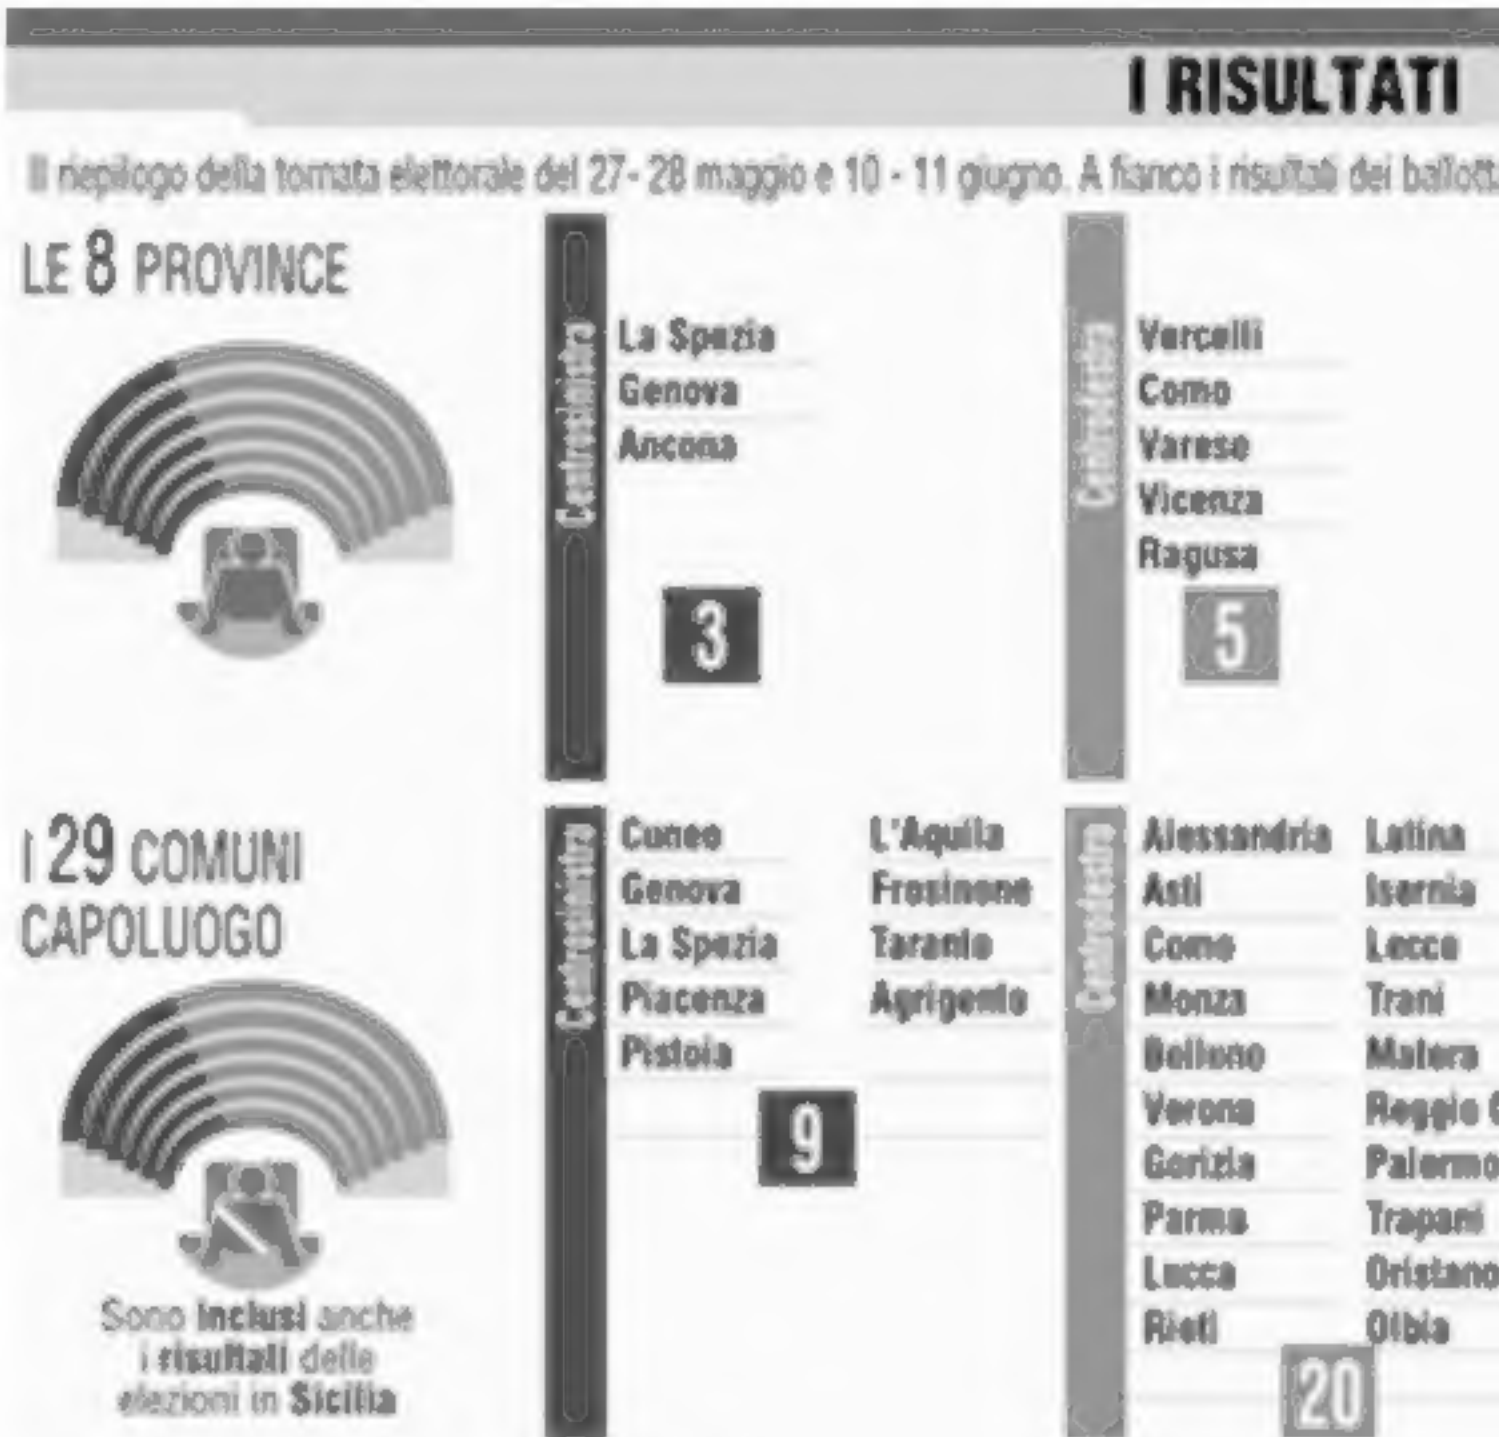 I RISULTATI
Il riepilogo della tornata elettorale del 27- 28 maggio e 10 - 11 giugno. A fianco i risultati dei ballotta
LE 8 PROVINCE
Centrosinistra
La Spezia
Genova
Ancona
3
Centrodestra
Vercelli
Como
Varese
Vicenza
Ragusa
5
I 29 COMUNI
CAPOLUOGO
Sono inclusi anche
i risultati delle
elezioni in Sicilia
Centrosinistra
Cuneo
Genova
La Spezia
Piacenza
Pistoia
L'Aquila
Frosinone
Taranto
Agrigento
9
Centrodestra
Alessandria
Asti
Como
Monza
Belluno
Verona
Gorizia
Parma
Lucca
Rieti
Latina
Isernia
Lecce
Trani
Matera
Reggio C
Palermo
Trapani
Oristano
Olbia
20